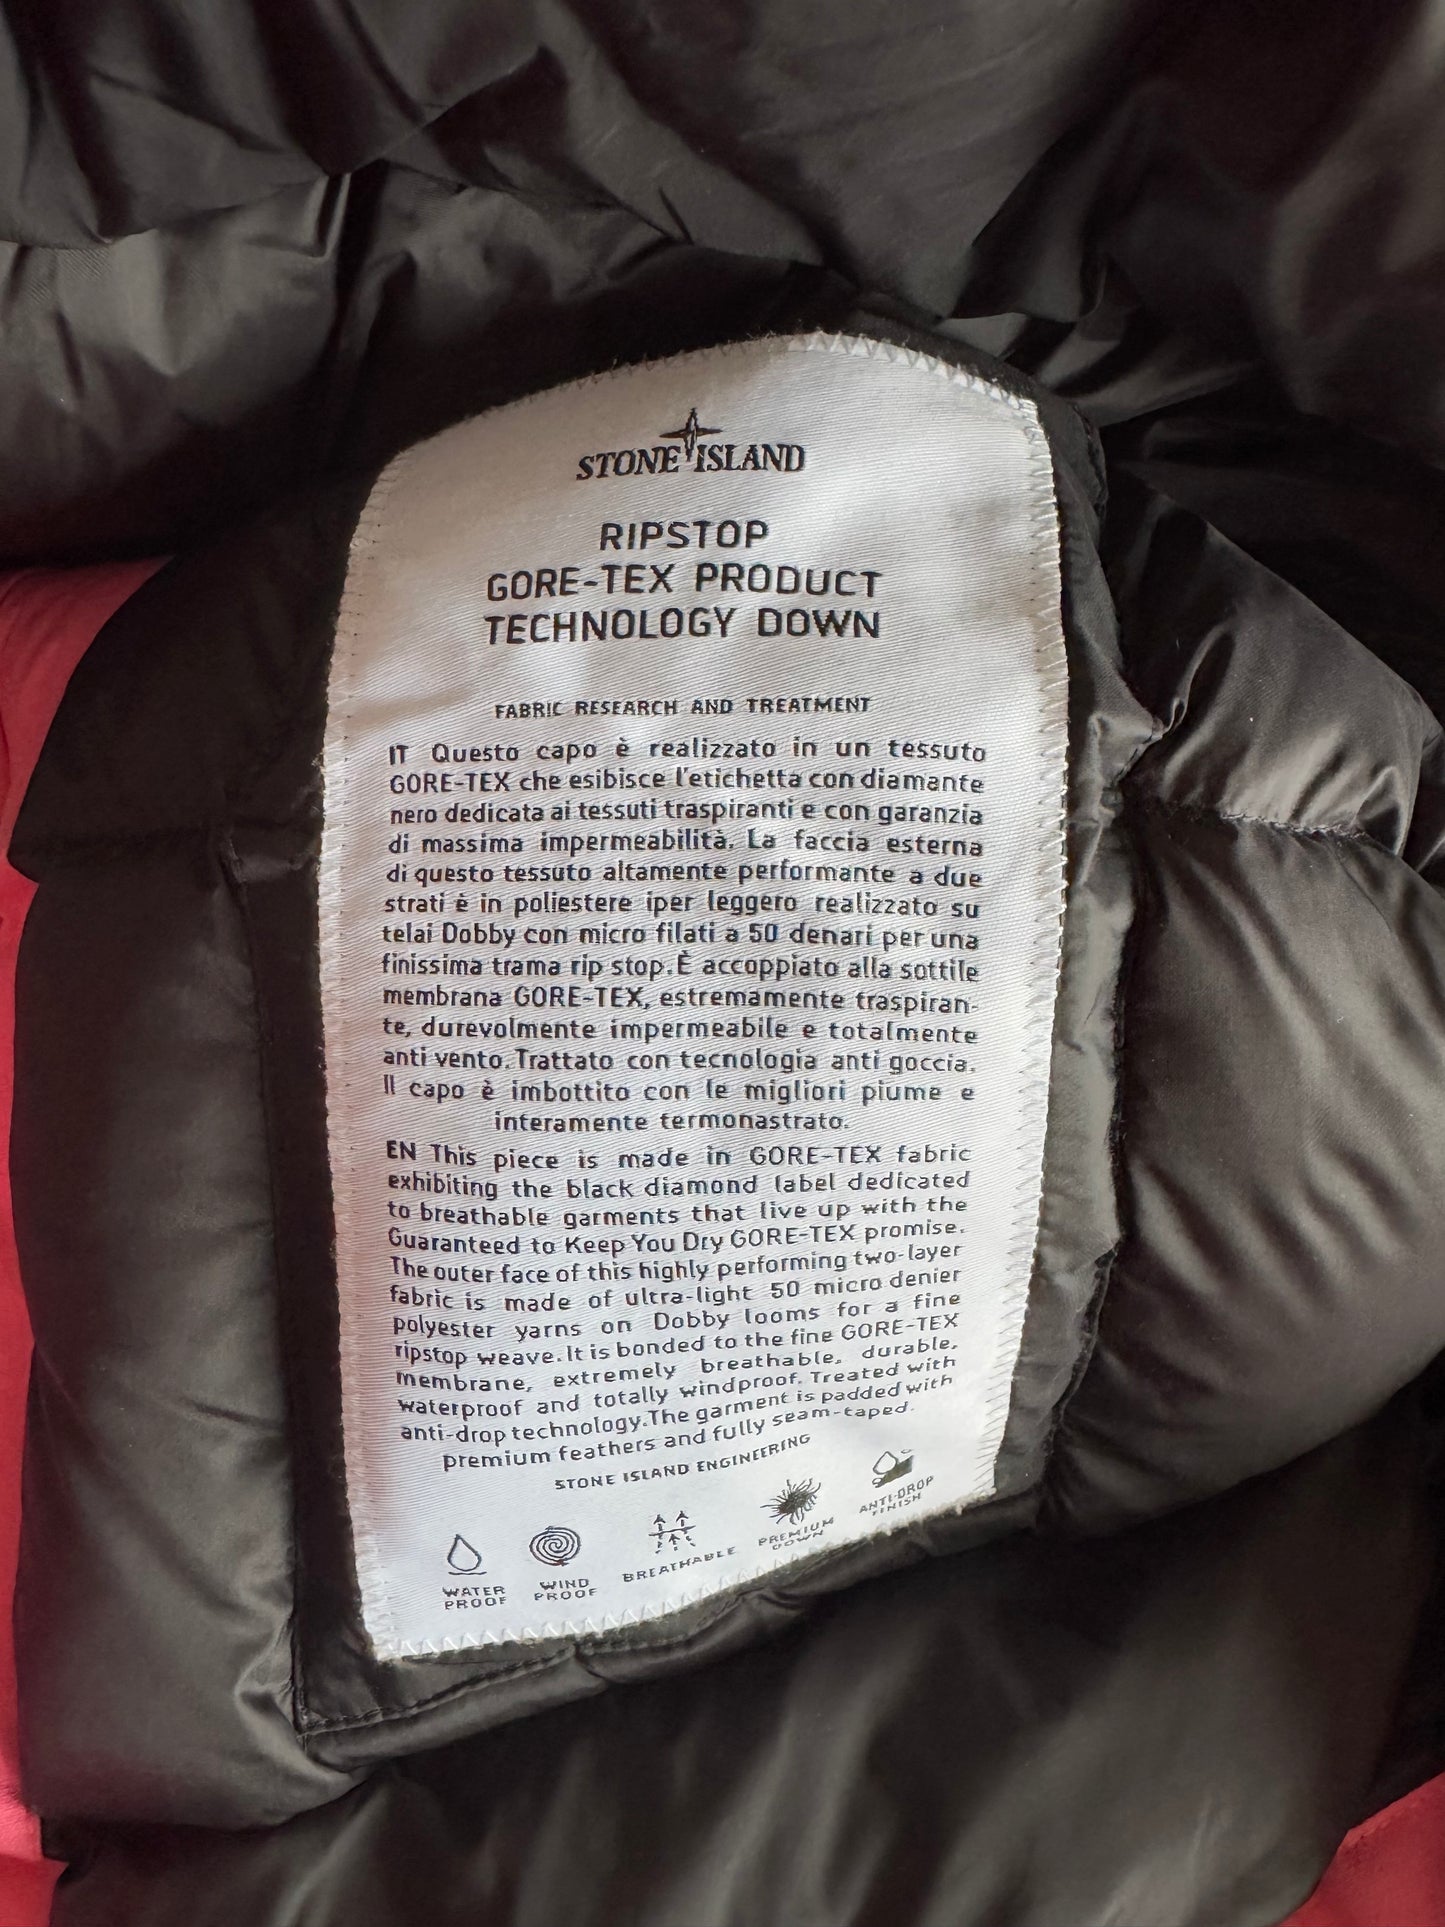 STONE ISLAND
RIPSTOP
GORE-TEX PRODUCT
TECHNOLOGY DOWN
FABRIC RESEARCH AND TREATMENT
IT Questo capo è realizzato in un tessuto
GORE-TEX che esibisce l'etichetta con diamante
nero dedicata ai tessuti traspiranti e con garanzia
di massima impermeabilità. La faccia esterna
di questo tessuto altamente performante a due
strati è in poliestere iper leggero realizzato su
telai Dobby con micro filati a 50 denari per una
finissima trama rip stop. È accoppiato alla sottile
membrana GORE-TEX, estremamente traspiran-
te, durevolmente impermeabile e totalmente
anti vento. Trattato con tecnologia anti goccia.
Il capo è imbottito con le migliori piume e
interamente termonastrato.
EN This piece is made in GORE-TEX fabric
exhibiting the black diamond label dedicated
to breathable garments that live up with the
Guaranteed to Keep You Dry GORE-TEX promise.
The outer face of this highly performing two-layer
fabric is made of ultra-light 50 micro denier
polyester yarns on Dobby looms for a fine
ripstop weave. It is bonded to the fine GORE-TEX
membrane, extremely breathable, durable,
waterproof and totally windproof. Treated with
anti-drop technology. The garment is padded with
premium feathers and fully seam-taped.
STONE ISLAND ENGINEERING
WATER
PROOF
WIND
PROOF
BREATHABLE
PREMIUM
DOWN
ANTI-DROP
FINISH